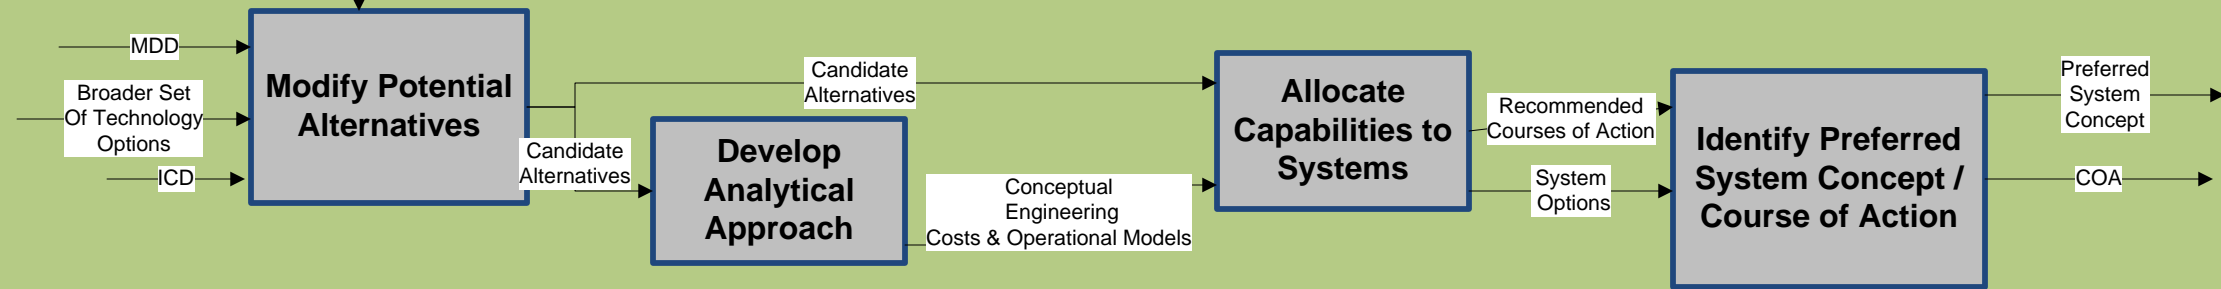 MDD
Broader Set
Of Technology
Options
ICD
Modify Potential
Alternatives
Candidate
Alternatives
Candidate
Alternatives
Develop
Analytical
Approach
Conceptual
Engineering
Costs & Operational Models
Allocate
Capabilities to
Systems
Recommended
Courses of Action
System
Options
Identify Preferred
System Concept /
Course of Action
Preferred
System
Concept
COA